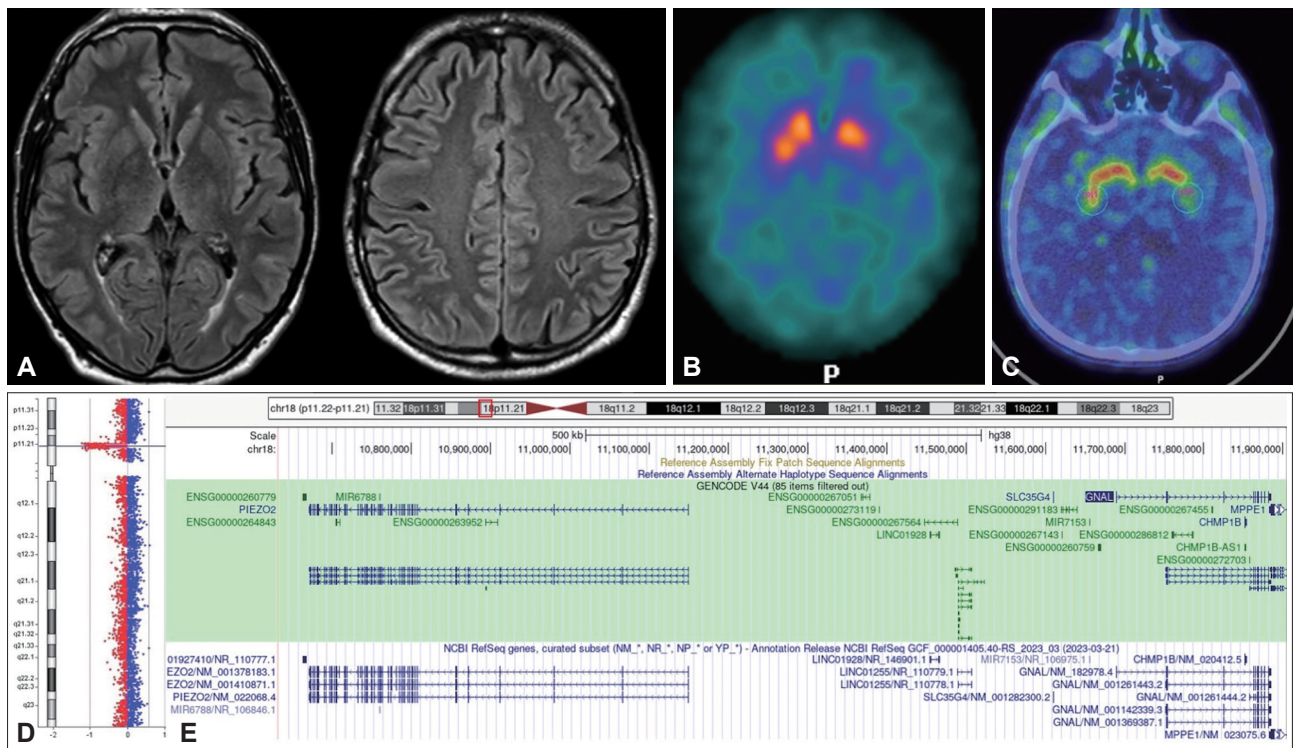 A
B
P
C
P
p11.31
p11.23
p11.21
q12.1
q12.2
q12.3
q21.1
q21.2
q21.31
q21.32
q21.33
q22.1
q22.2
q22.3
q23
-2 -1 0 1
D
chr18 (p11.22-p11.21) 11.32 18p11.31 18p11.21 18q11.2 18q12.1 18q12.2 18q12.3 18q21.1 18q21.2 21.32 21.33 18q22.1 18q22.3 18q23
Scale 500 kb hg38
chr18: 10,800,000 10,900,000 11,000,000 11,100,000 11,200,000 11,300,000 11,400,000 11,500,000 11,600,000 11,700,000 11,800,000 11,900,000
Reference Assembly Fix Patch Sequence Alignments
Reference Assembly Alternate Haplotype Sequence Alignments
GENCODE V44 (85 items filtered out)
ENSG00000260779 MIR6788 ENSG00000267051 SLC35G4 GNAL
PIEZO2 ENSG00000273119 ENSG00000291183 ENSG00000267455 MPPE1
ENSG00000264843 ENSG00000263952 ENSG00000267564 MIR7153 CHMP1B
LINC01928 ENSG00000267143 ENSG00000286812
ENSG00000260759 CHMP1B-AS1
ENSG00000272703
NCBI RefSeq genes, curated subset (NM_*, NR_*, NP_* or YP_*) - Annotation Release NCBI RefSeq GCF_000001405.40-RS_2023_03 (2023-03-21)
01927410/NR_110777.1 LINC01928/NR_146901.1 MIR7153/NR_106975.1 CHMP1B/NM_020412.5
EZO2/NM_001378183.1 LINC01255/NR_110779.1 GNAL/NM_182978.4
EZO2/NM_001410871.1 LINC01255/NR_110778.1 GNAL/NM_001261443.2
PIEZO2/NM_022068.4 SLC35G4/NM_001282300.2 GNAL/NM_001261444.2
MIR6788/NR_106846.1 GNAL/NM_001142339.3
GNAL/NM_001369387.1
MPPE1/NM_023075.6
E